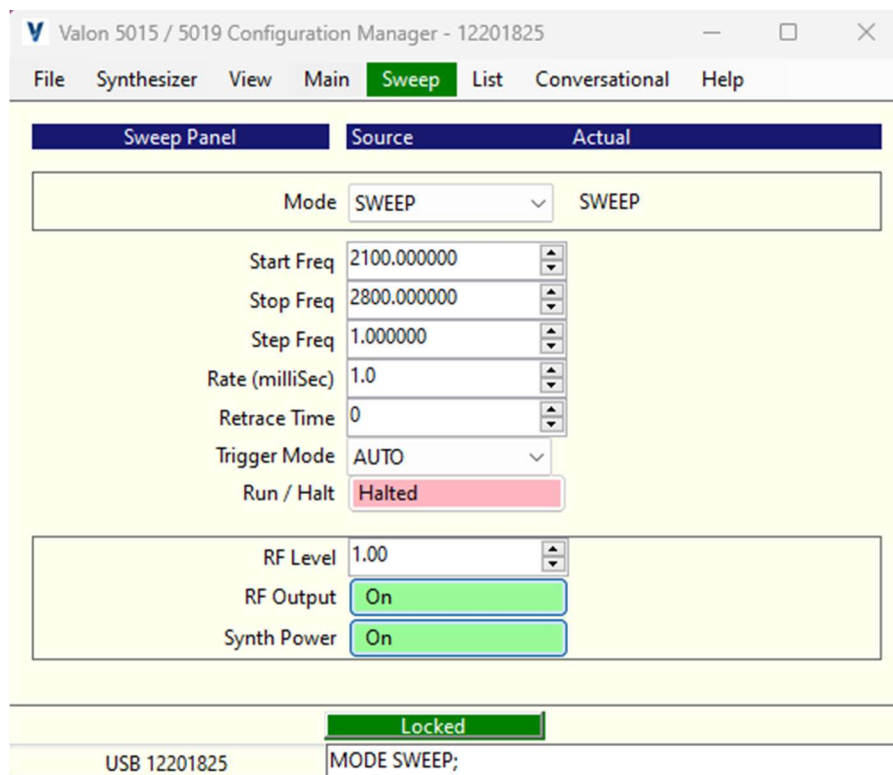 Valon 5015 / 5019 Configuration Manager - 12201825
File Synthesizer View Main Sweep List Conversational Help
Sweep Panel Source Actual
Mode SWEEP SWEEP
Start Freq 2100.000000
Stop Freq 2800.000000
Step Freq 1.000000
Rate (milliSec) 1.0
Retrace Time 0
Trigger Mode AUTO
Run / Halt Halted
RF Level 1.00
RF Output On
Synth Power On
Locked
USB 12201825 MODE SWEEP;